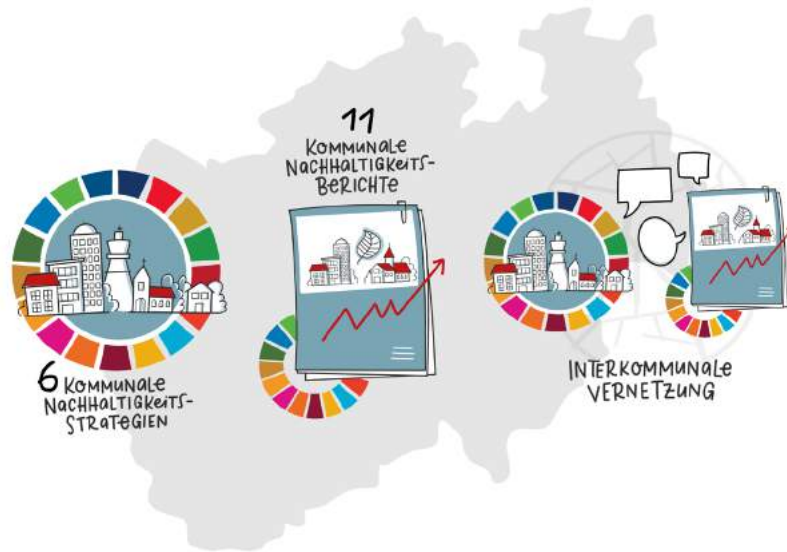 6 KOMMUNALE
NACHHALTIGKEITS-
STRATEGIEN
11
KOMMUNALE
NACHHALTIGKEITS-
BERICHTE
INTERKOMMUNALE
VERNETZUNG